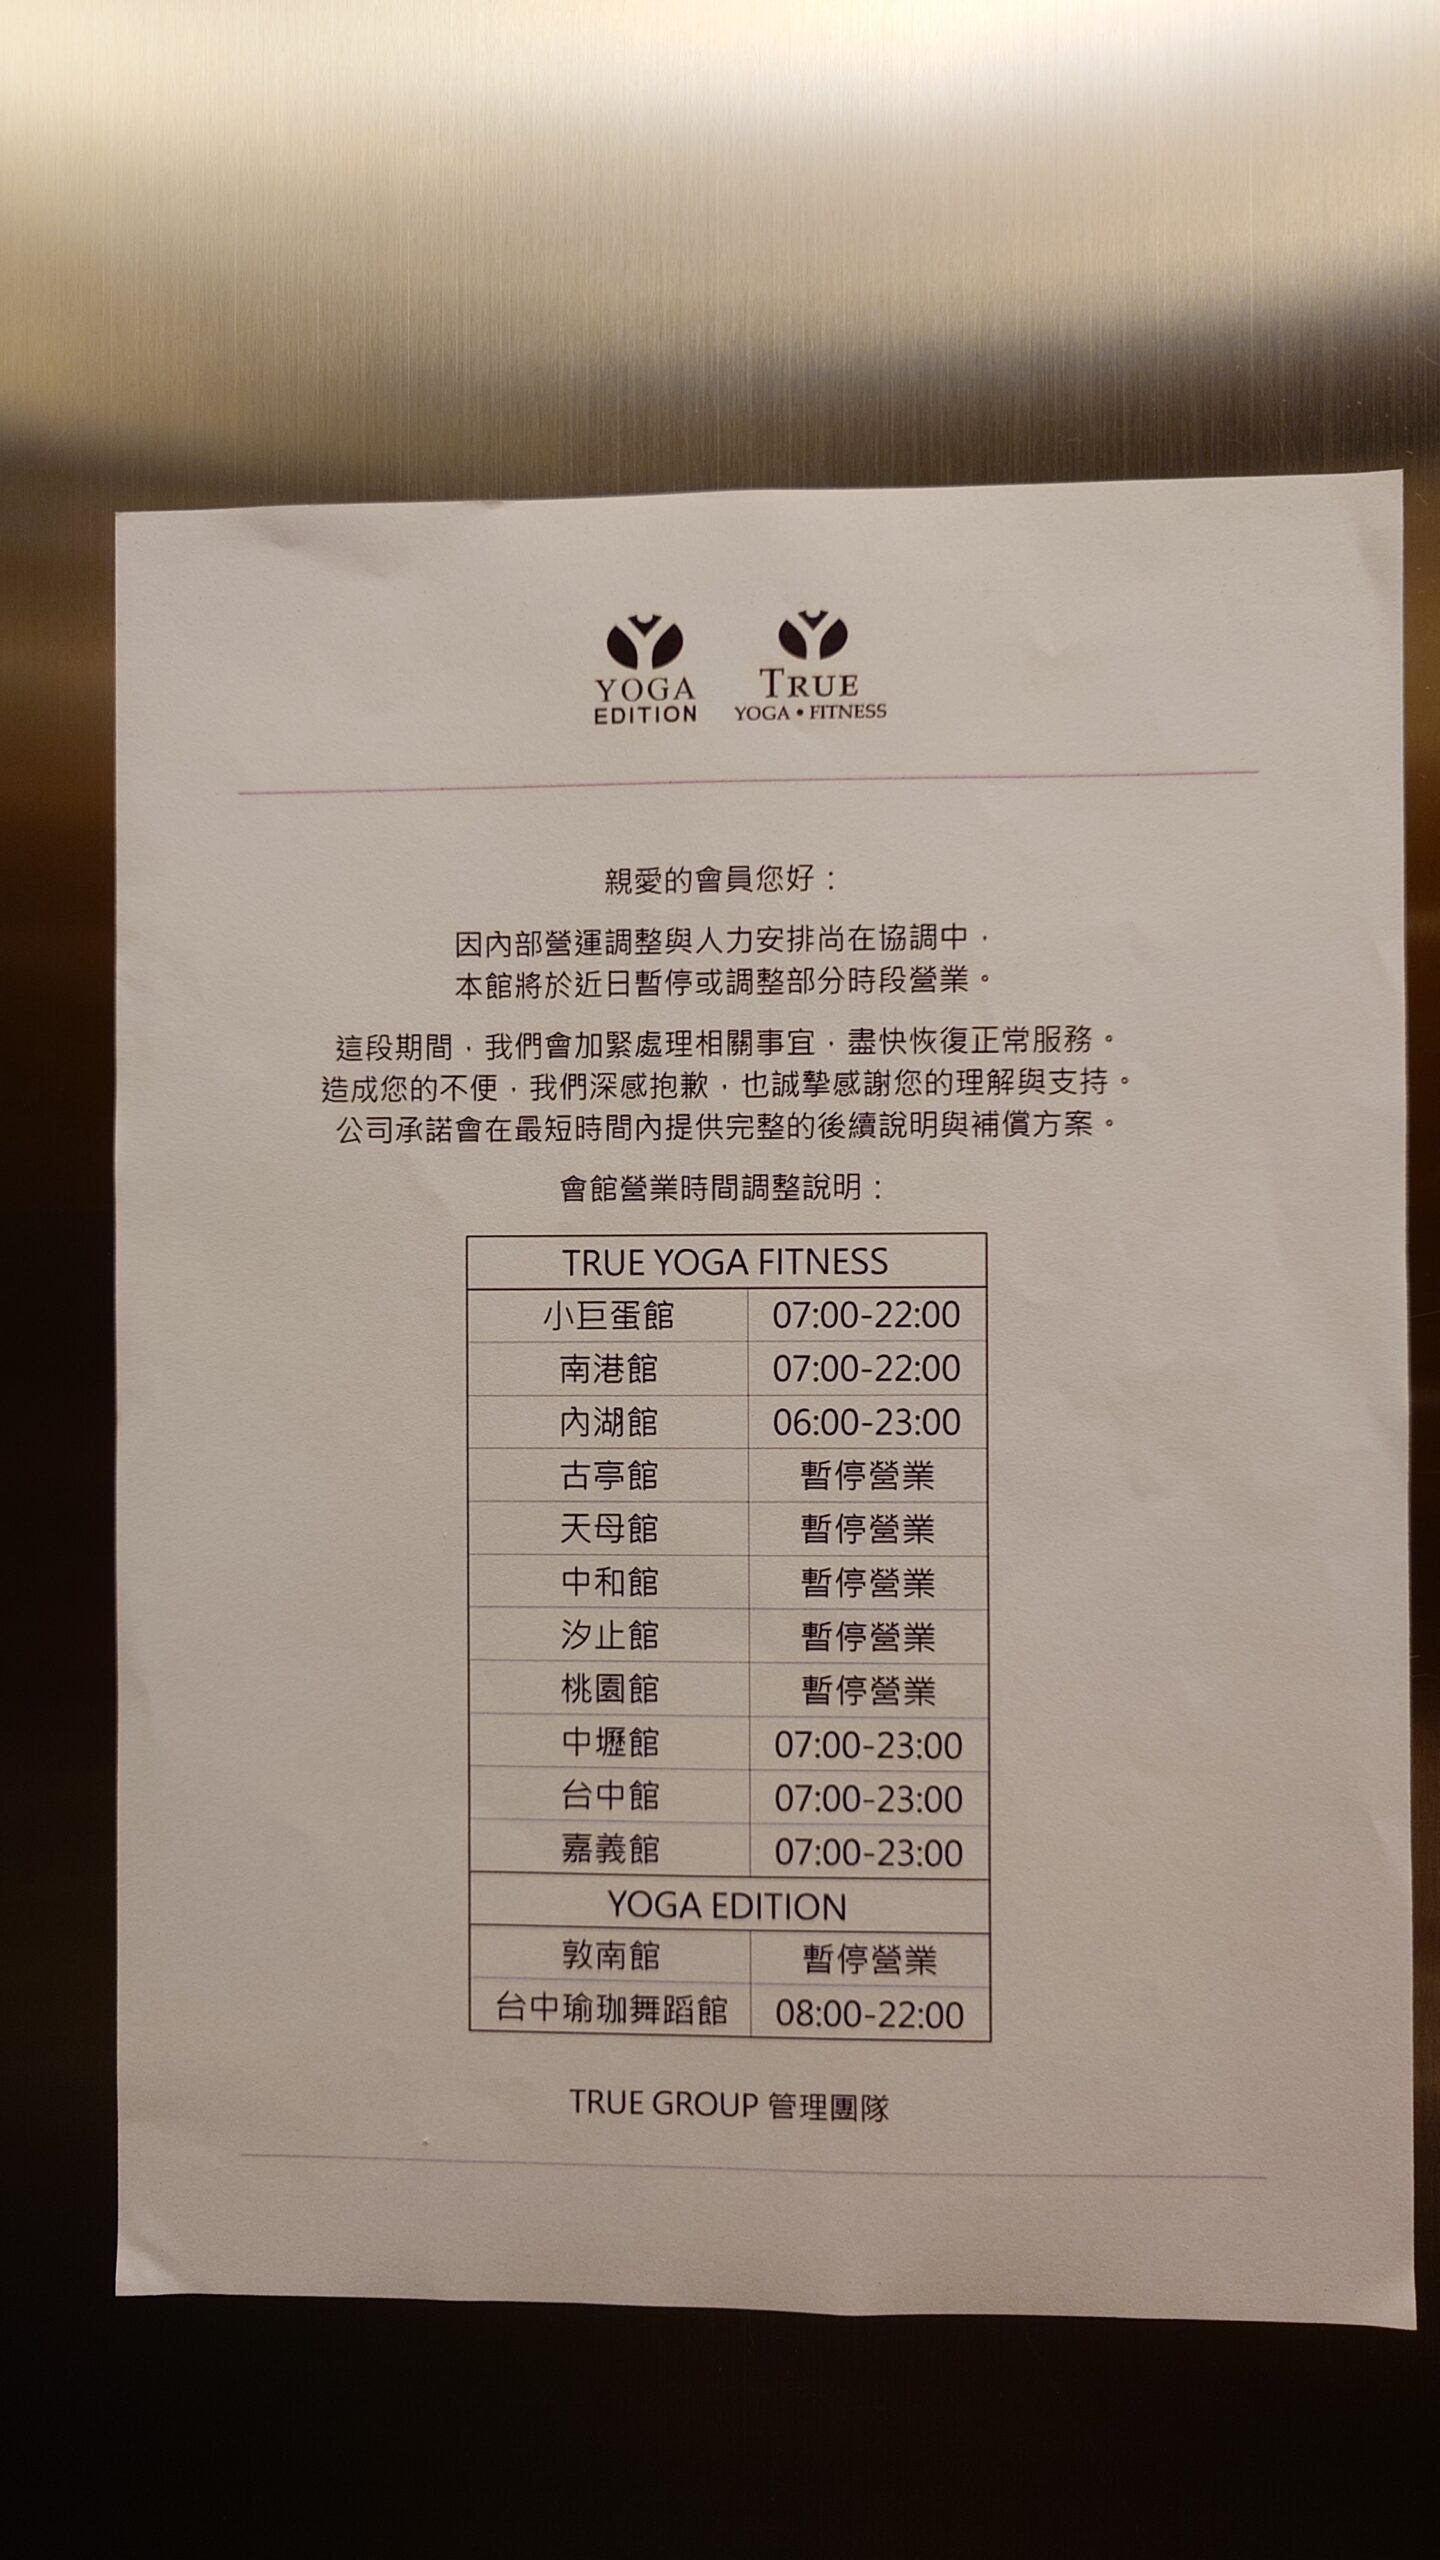 YOGA
EDITION
TRUE
YOGA • FITNESS
親愛的會員您好：
因內部營運調整與人力安排尚在協調中，
本館將於近日暫停或調整部分時段營業。
這段期間，我們會加緊處理相關事宜，盡快恢復正常服務。
造成您的不便，我們深感抱歉，也誠摯感謝您的理解與支持。
公司承諾會在最短時間內提供完整的後續說明與補償方案。
會館營業時間調整說明：
TRUE YOGA FITNESS
小巨蛋館 07:00-22:00
南港館 07:00-22:00
內湖館 06:00-23:00
古亭館 暫停營業
天母館 暫停營業
中和館 暫停營業
汐止館 暫停營業
桃園館 暫停營業
中壢館 07:00-23:00
台中館 07:00-23:00
嘉義館 07:00-23:00
YOGA EDITION
敦南館 暫停營業
台中瑜珈舞蹈館 08:00-22:00
TRUE GROUP 管理團隊